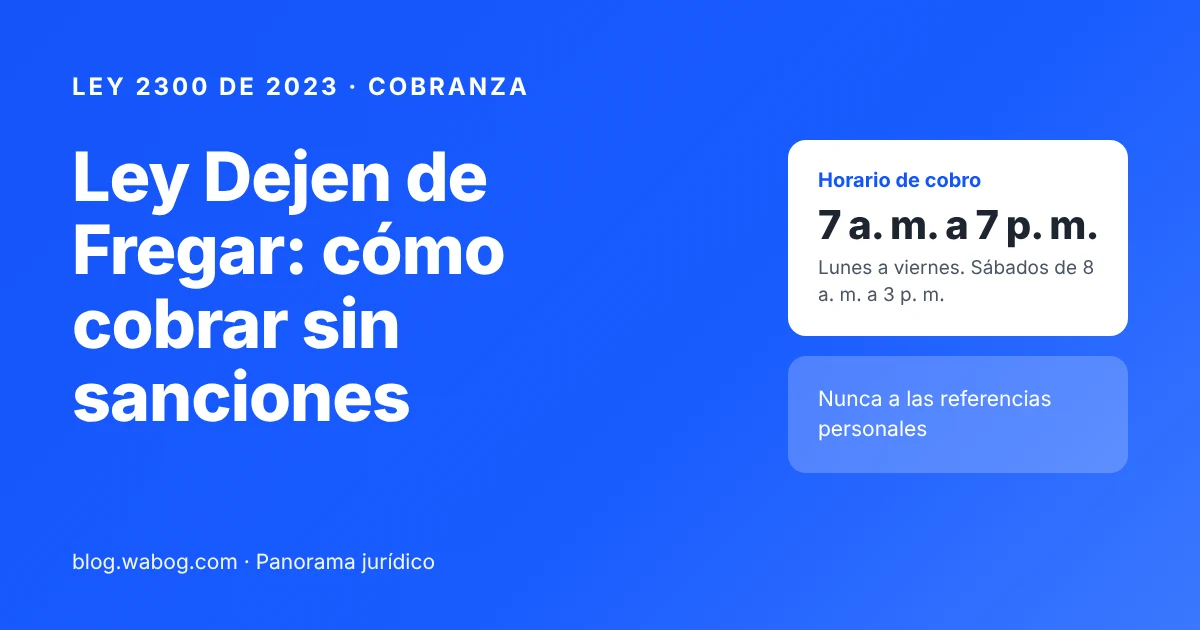 LEY 2300 DE 2023 · COBRANZA
Ley Dejen de
Fregar: cómo
cobrar sin
sanciones
Horario de cobro
7 a. m. a 7 p. m.
Lunes a viernes. Sábados de 8
a. m. a 3 p. m.
Nunca a las referencias
personales
blog.wabog.com · Panorama jurídico